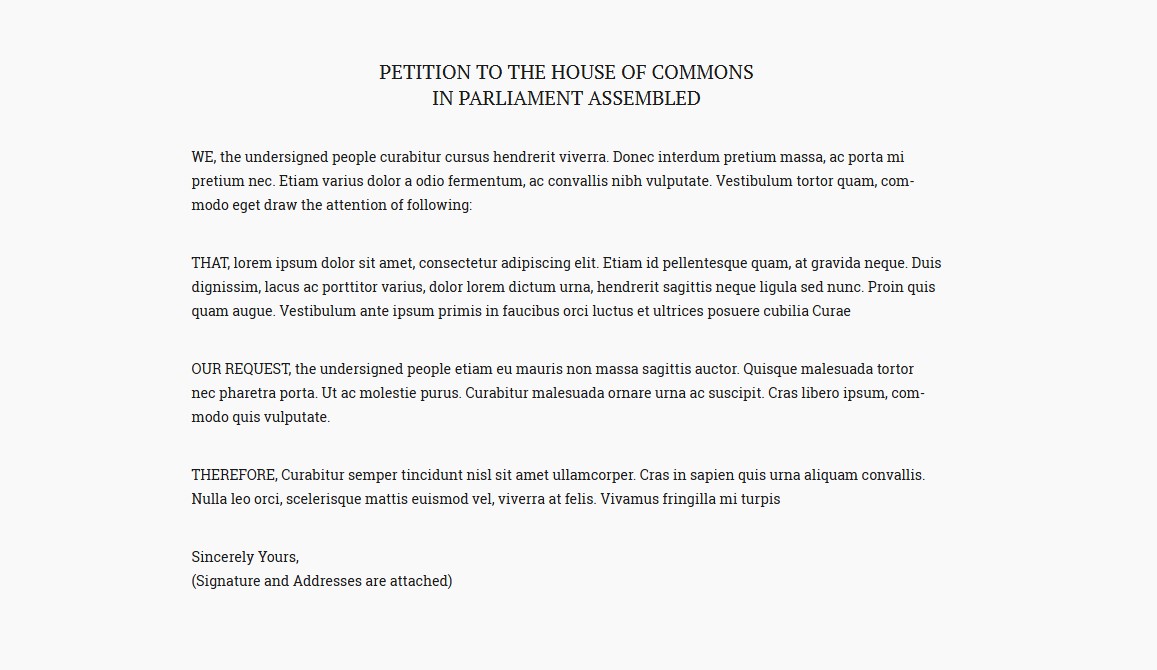 PETITION TO THE HOUSE OF COMMONS
IN PARLIAMENT ASSEMBLED
WE, the undersigned people curabitur cursus hendrerit viverra. Donec interdum pretium massa, ac porta mi
pretium nec. Etiam varius dolor a odio fermentum, ac convallis nibh vulputate. Vestibulum tortor quam, com-
modo eget draw the attention of following:
THAT, lorem ipsum dolor sit amet, consectetur adipiscing elit. Etiam id pellentesque quam, at gravida neque. Duis
dignissim, lacus ac porttitor varius, dolor lorem dictum urna, hendrerit sagittis neque ligula sed nunc. Proin quis
quam augue. Vestibulum ante ipsum primis in faucibus orci luctus et ultrices posuere cubilia Curae
OUR REQUEST, the undersigned people etiam eu mauris non massa sagittis auctor. Quisque malesuada tortor
nec pharetra porta. Ut ac molestie purus. Curabitur malesuada ornare urna ac suscipit. Cras libero ipsum, com-
modo quis vulputate.
THEREFORE, Curabitur semper tincidunt nisl sit amet ullamcorper. Cras in sapien quis urna aliquam convallis.
Nulla leo orci, scelerisque mattis euismod vel, viverra at felis. Vivamus fringilla mi turpis
Sincerely Yours,
(Signature and Addresses are attached)